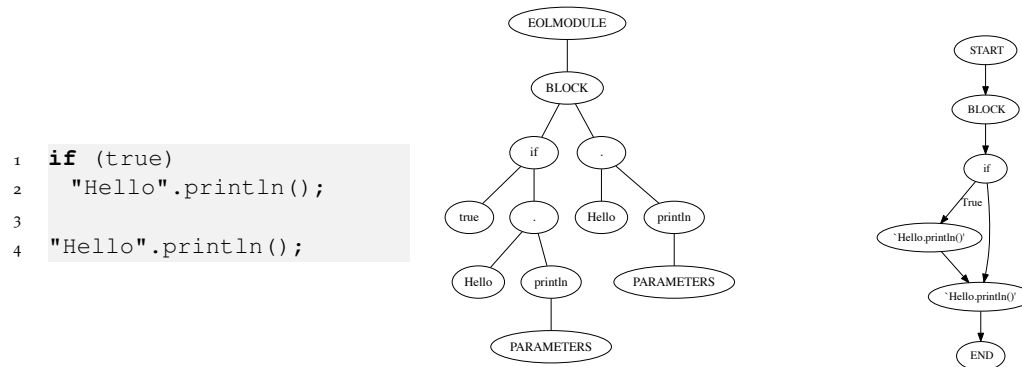 1 if (true)
2 "Hello".println();
3
4 "Hello".println();
EOLMODULE
BLOCK
if .
true . Hello println
Hello println PARAMETERS
PARAMETERS
START
BLOCK
if
True
`Hello.println()'
`Hello.println()'
END